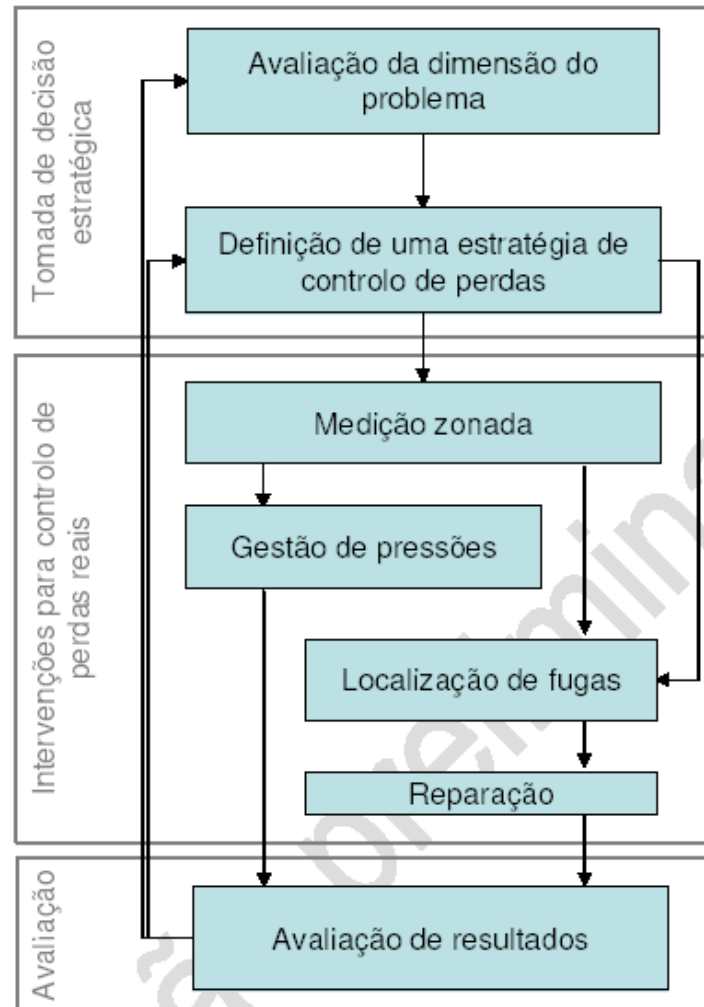 Tomada de decisão
estratégica
Avaliação da dimensão do
problema
Definição de uma estratégia de
controlo de perdas
Intervenções para controlo de
perdas reais
Medição zonada
Gestão de pressões
Localização de fugas
Reparação
Avaliação
Avaliação de resultados